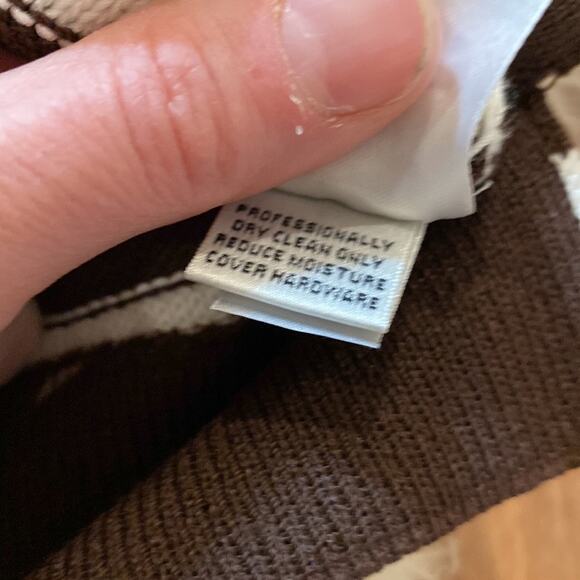 PROFESSIONALLY
DRY CLEAN ONLY
REDUCE MOISTURE
COVER HARDWARE